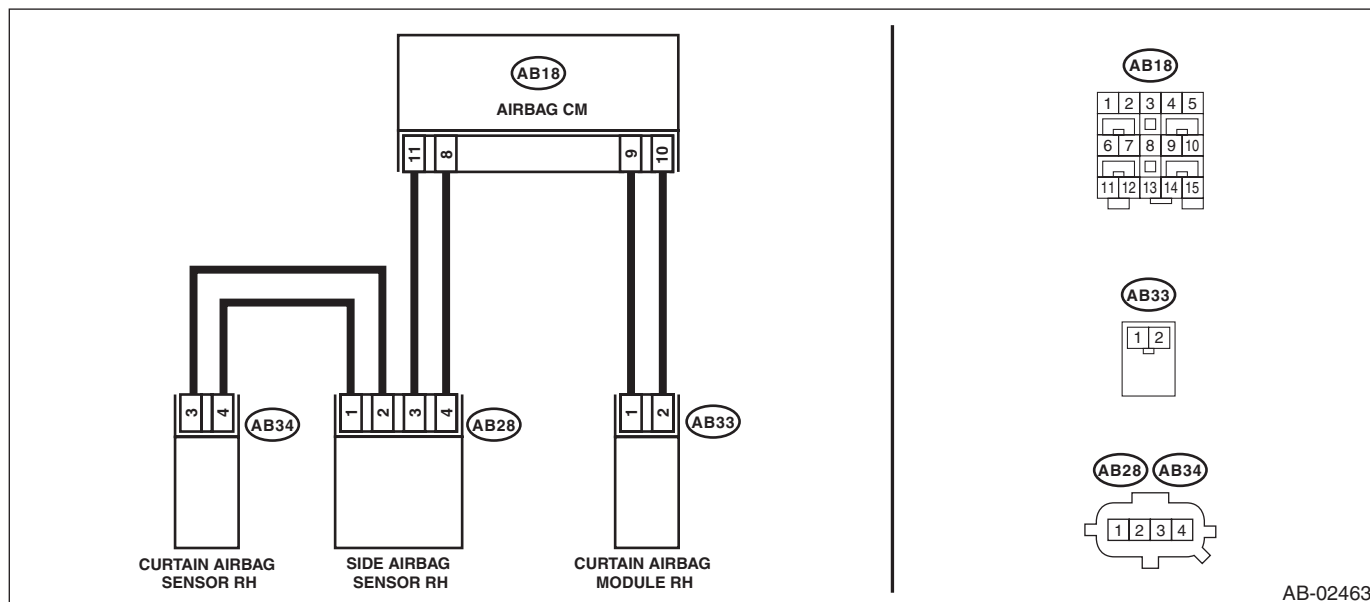 AB18
AIRBAG CM
11 8 9 10
3 4 AB34
1 2 3 4 AB28
1 2 AB33
CURTAIN AIRBAG
SENSOR RH
SIDE AIRBAG
SENSOR RH
CURTAIN AIRBAG
MODULE RH
AB18
1 2 3 4 5
6 7 8 9 10
11 12 13 14 15
AB33
1 2
AB28 AB34
1 2 3 4
AB-02463